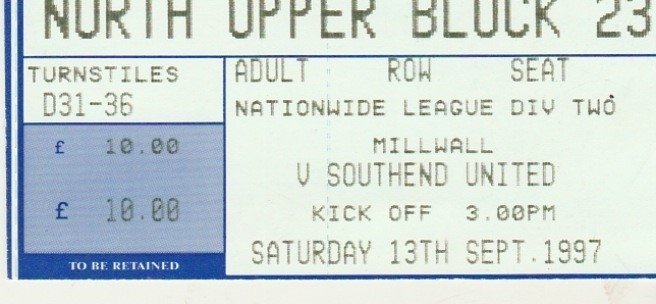 NORTH UPPER BLOCK 23
TURNSTILES
D31-36
£ 10.00
£ 10.00
TO BE RETAINED
ADULT ROW SEAT
NATIONWIDE LEAGUE DIV TWO
MILLWALL
V SOUTHEND UNITED
KICK OFF 3.00PM
SATURDAY 13TH SEPT.1997